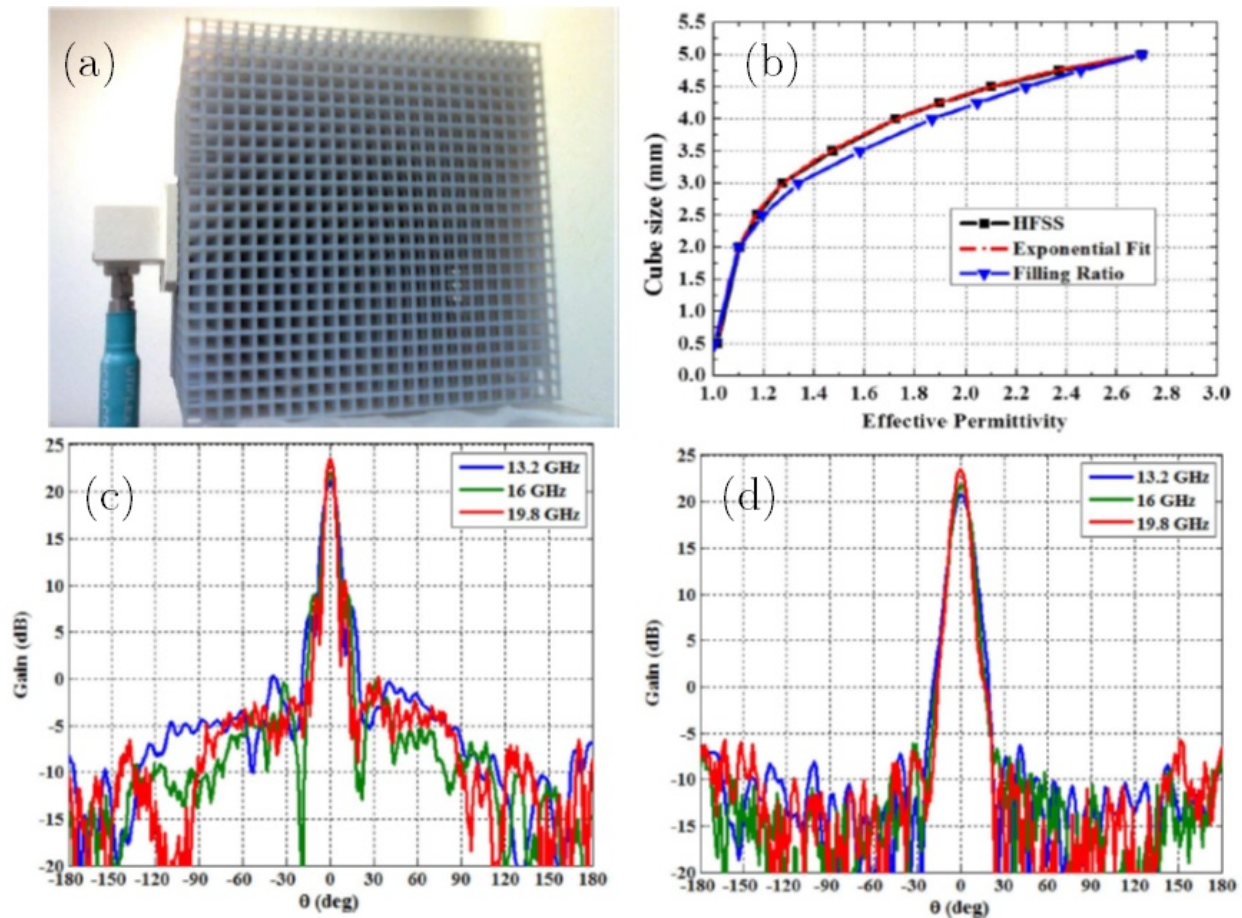 (a)
(b)
5.5
5.0
4.5
4.0
3.5
3.0
2.5
2.0
1.5
1.0
0.5
0.0
Cube size (mm)
HFSS
Exponential Fit
Filling Ratio
1.0 1.2 1.4 1.6 1.8 2.0 2.2 2.4 2.6 2.8 3.0
Effective Permittivity
(c)
25
20
15
10
5
0
-5
-10
-15
-20
Gain (dB)
13.2 GHz
16 GHz
19.8 GHz
-180 -150 -120 -90 -60 -30 0 30 60 90 120 150 180
θ (deg)
(d)
25
20
15
10
5
0
-5
-10
-15
-20
Gain (dB)
13.2 GHz
16 GHz
19.8 GHz
-180 -150 -120 -90 -60 -30 0 30 60 90 120 150 180
θ (deg)